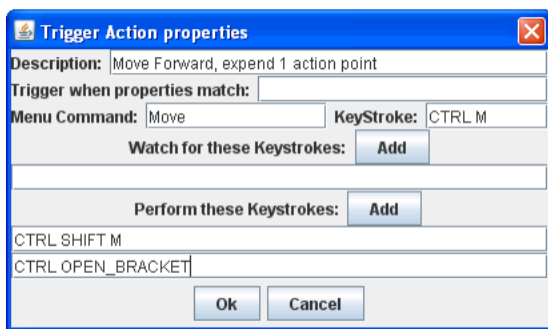 Trigger Action properties
Description: Move Forward, expend 1 action point
Trigger when properties match:
Menu Command: Move KeyStroke: CTRL M
Watch for these Keystrokes: Add
Perform these Keystrokes: Add
CTRL SHIFT M
CTRL OPEN_BRACKET
Ok Cancel